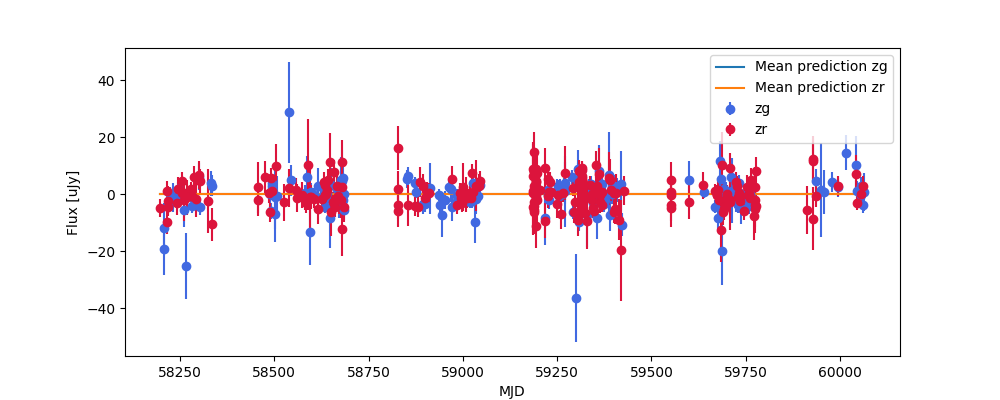 Mean prediction zg
Mean prediction zr
zg
zr
Flux [uJy]
40
20
0
−20
−40
58250
58500
58750
59000
59250
59500
59750
60000
MJD